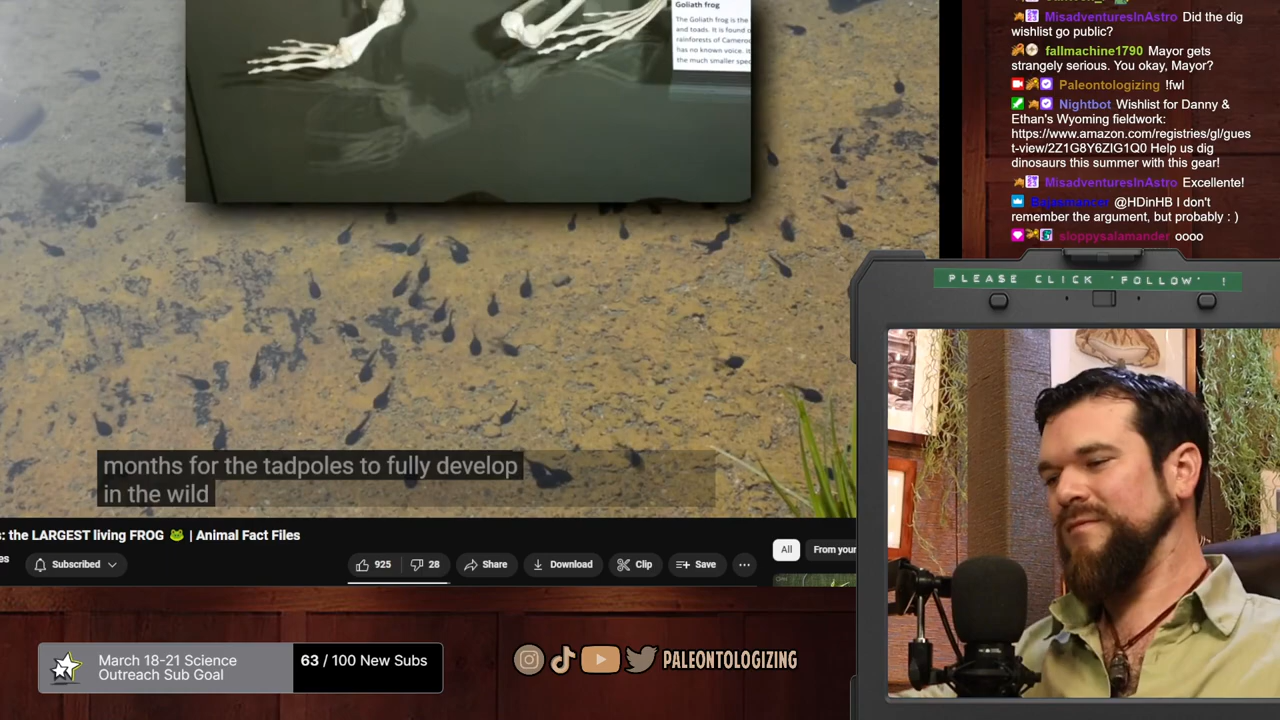 Goliath frog
The Goliath frog is the
end toads. It is found
rainforests of Camero
has no known voice. I
the much smaller spe
months for the tadpoles to fully develop
in the wild
: the LARGEST living FROG 🐸 | Animal Fact Files
es
Subscribed
925
28
Share
Download
Clip
Save
All
From your
March 18-21 Science
Outreach Sub Goal
63 / 100 New Subs
PALEONTOLOGIZING
MisadventuresInAstro Did the dig
wishlist go public?
fallmachine1790 Mayor gets
strangely serious. You okay, Mayor?
Paleontologizing !fwl
Nightbot Wishlist for Danny &
Ethan's Wyoming fieldwork:
https://www.amazon.com/registries/gl/gues
t-view/2Z1G8Y6ZIG1Q0 Help us dig
dinosaurs this summer with this gear!
MisadventuresInAstro Excellente!
@HDinHB I don't
remember the argument, but probably : )
sloppysalamander oooo
PLEASE CLICK 'FOLLOW' !